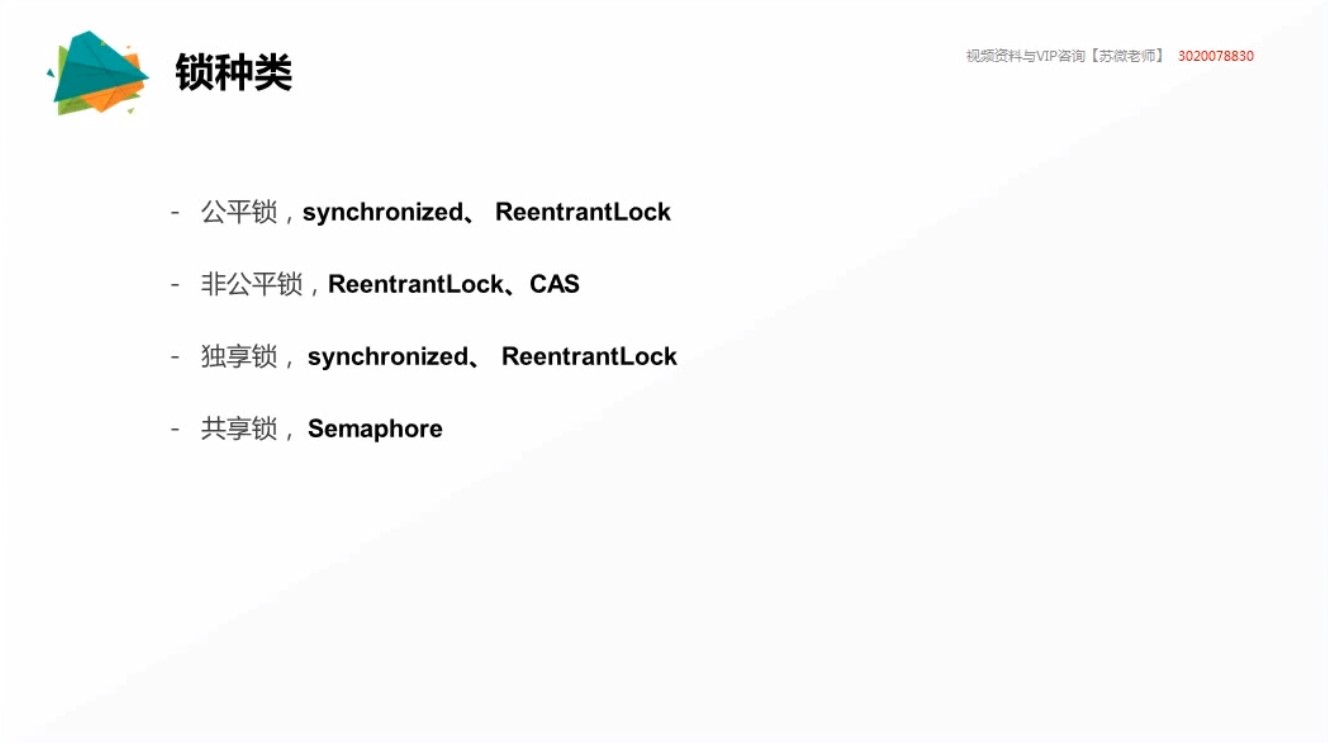 锁种类
视频资料与VIP咨询【苏微老师】 3020078830
- 公平锁，synchronized、 ReentrantLock
- 非公平锁，ReentrantLock、CAS
- 独享锁， synchronized、 ReentrantLock
- 共享锁， Semaphore